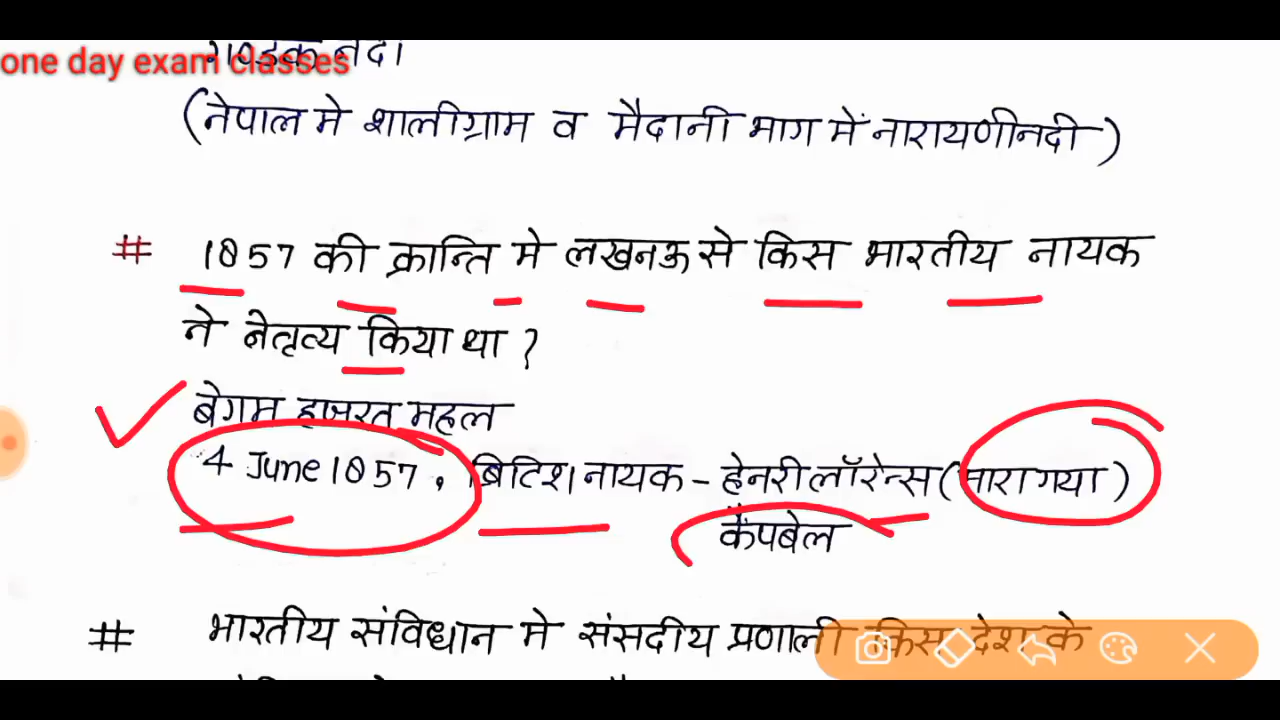 one day exam classes
(नेपाल मे शालीग्राम व मैदानी भाग में नारायणीनदी)
# 1857 की क्रान्ति मे लखनऊ से किस भारतीय नायक
ने नेतृत्य किया था ?
बेगम हाजरत महल
4 June 1857 . ब्रिटिश नायक - हेनरी लॉरेन्स (मारा गया)
कैंपबेल
# भारतीय संविधान मे संसदीय प्रणाली किस देश के